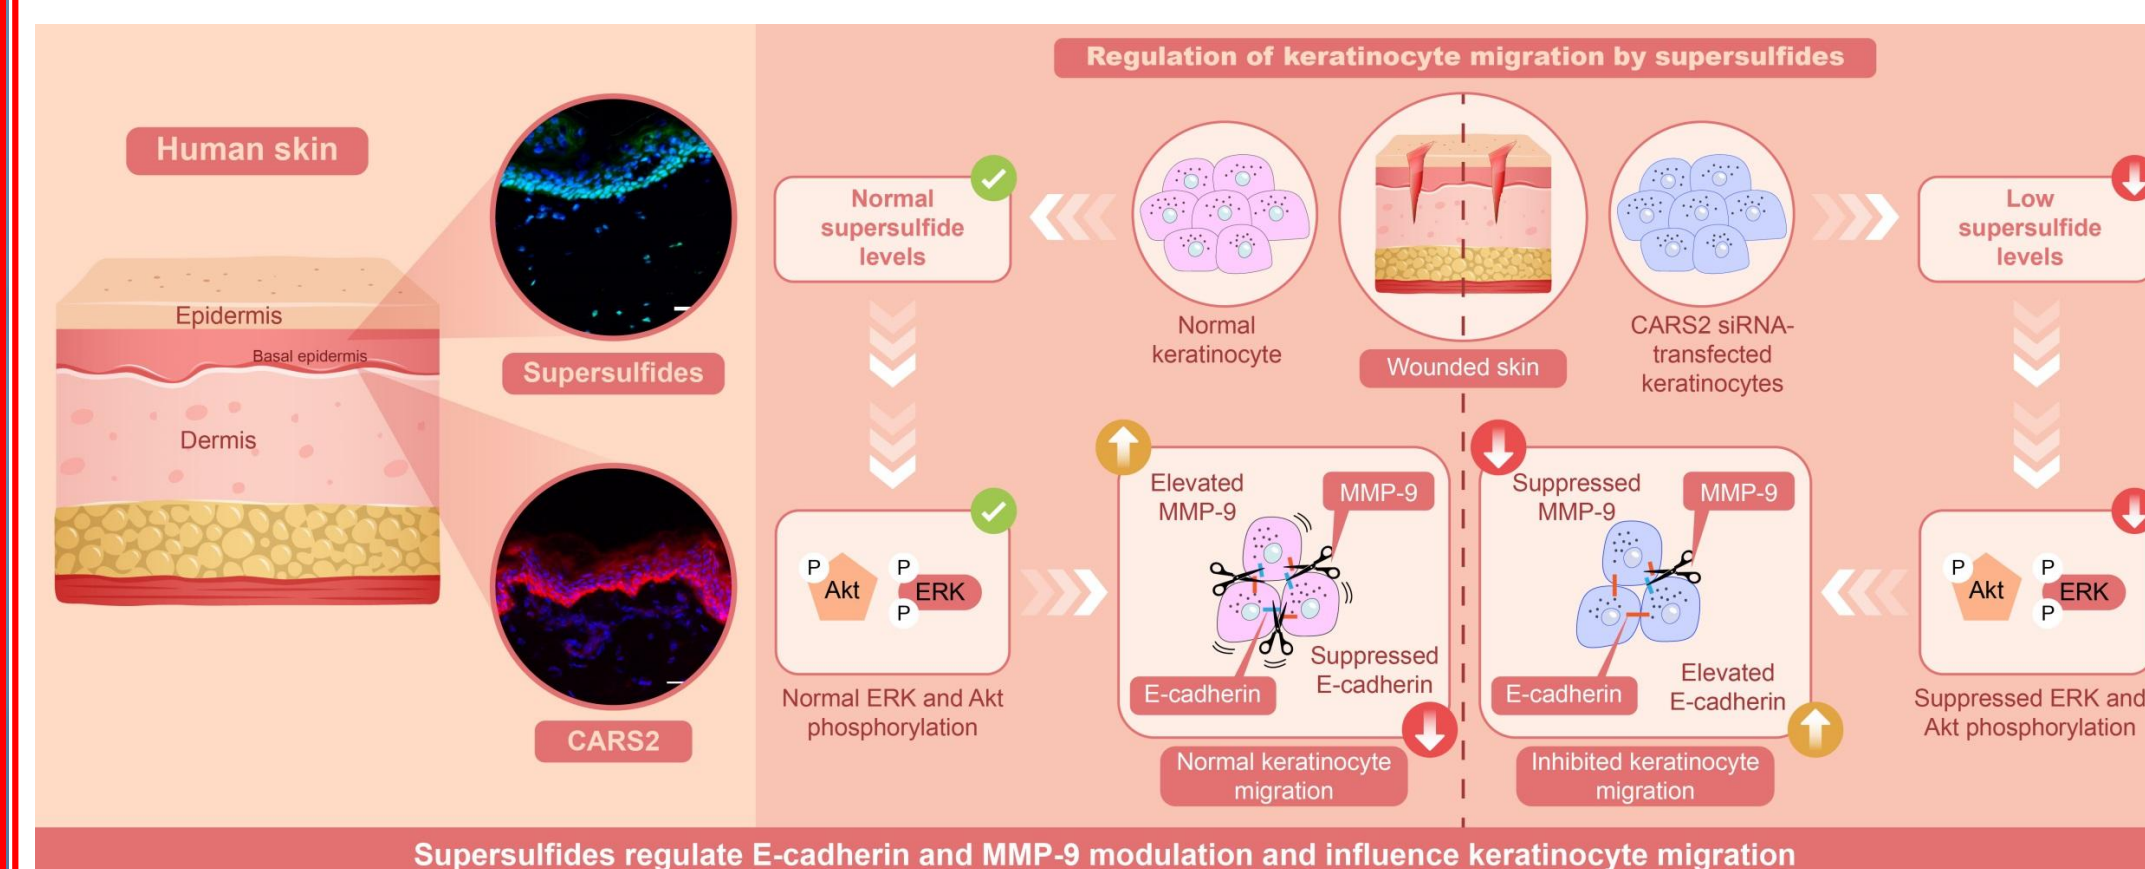 Regulation of keratinocyte migration by supersulfides
Human skin
Epidermis
Basal epidermis
Dermis
Supersulfides
CARS2
Normal
supersulfide
levels
Normal
keratinocyte
Wounded skin
CARS2 siRNA-
transfected
keratinocytes
Low
supersulfide
levels
P
Akt
P
ERK
P
Normal ERK and Akt
phosphorylation
Elevated
MMP-9
MMP-9
E-cadherin
Suppressed
E-cadherin
Normal keratinocyte
migration
Suppressed
MMP-9
MMP-9
E-cadherin
Elevated
E-cadherin
Inhibited keratinocyte
migration
P
Akt
P
ERK
P
Suppressed ERK and
Akt phosphorylation
Supersulfides regulate E-cadherin and MMP-9 modulation and influence keratinocyte migration